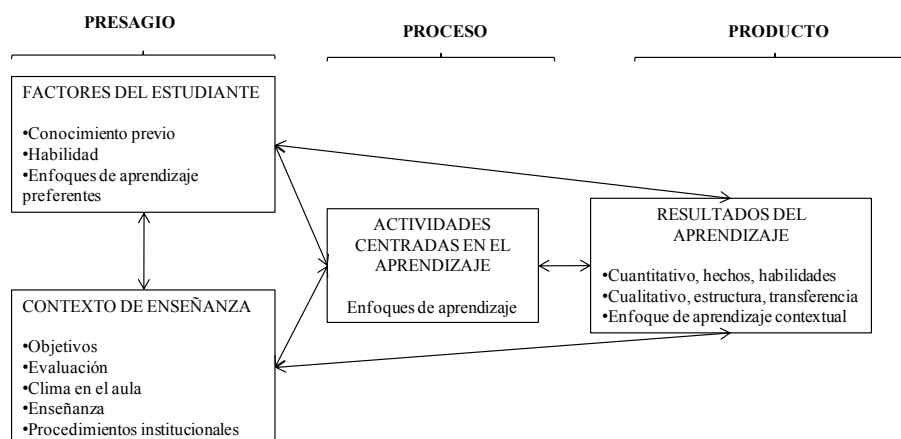 PRESAGIO
PROCESO
PRODUCTO
FACTORES DEL ESTUDIANTE
•Conocimiento previo
•Habilidad
•Enfoques de aprendizaje
preferentes
ACTIVIDADES
CENTRADAS EN EL
APRENDIZAJE
Enfoques de aprendizaje
RESULTADOS DEL
APRENDIZAJE
•Cuantitativo, hechos, habilidades
•Cualitativo, estructura, transferencia
•Enfoque de aprendizaje contextual
CONTEXTO DE ENSEÑANZA
•Objetivos
•Evaluación
•Clima en el aula
•Enseñanza
•Procedimientos institucionales